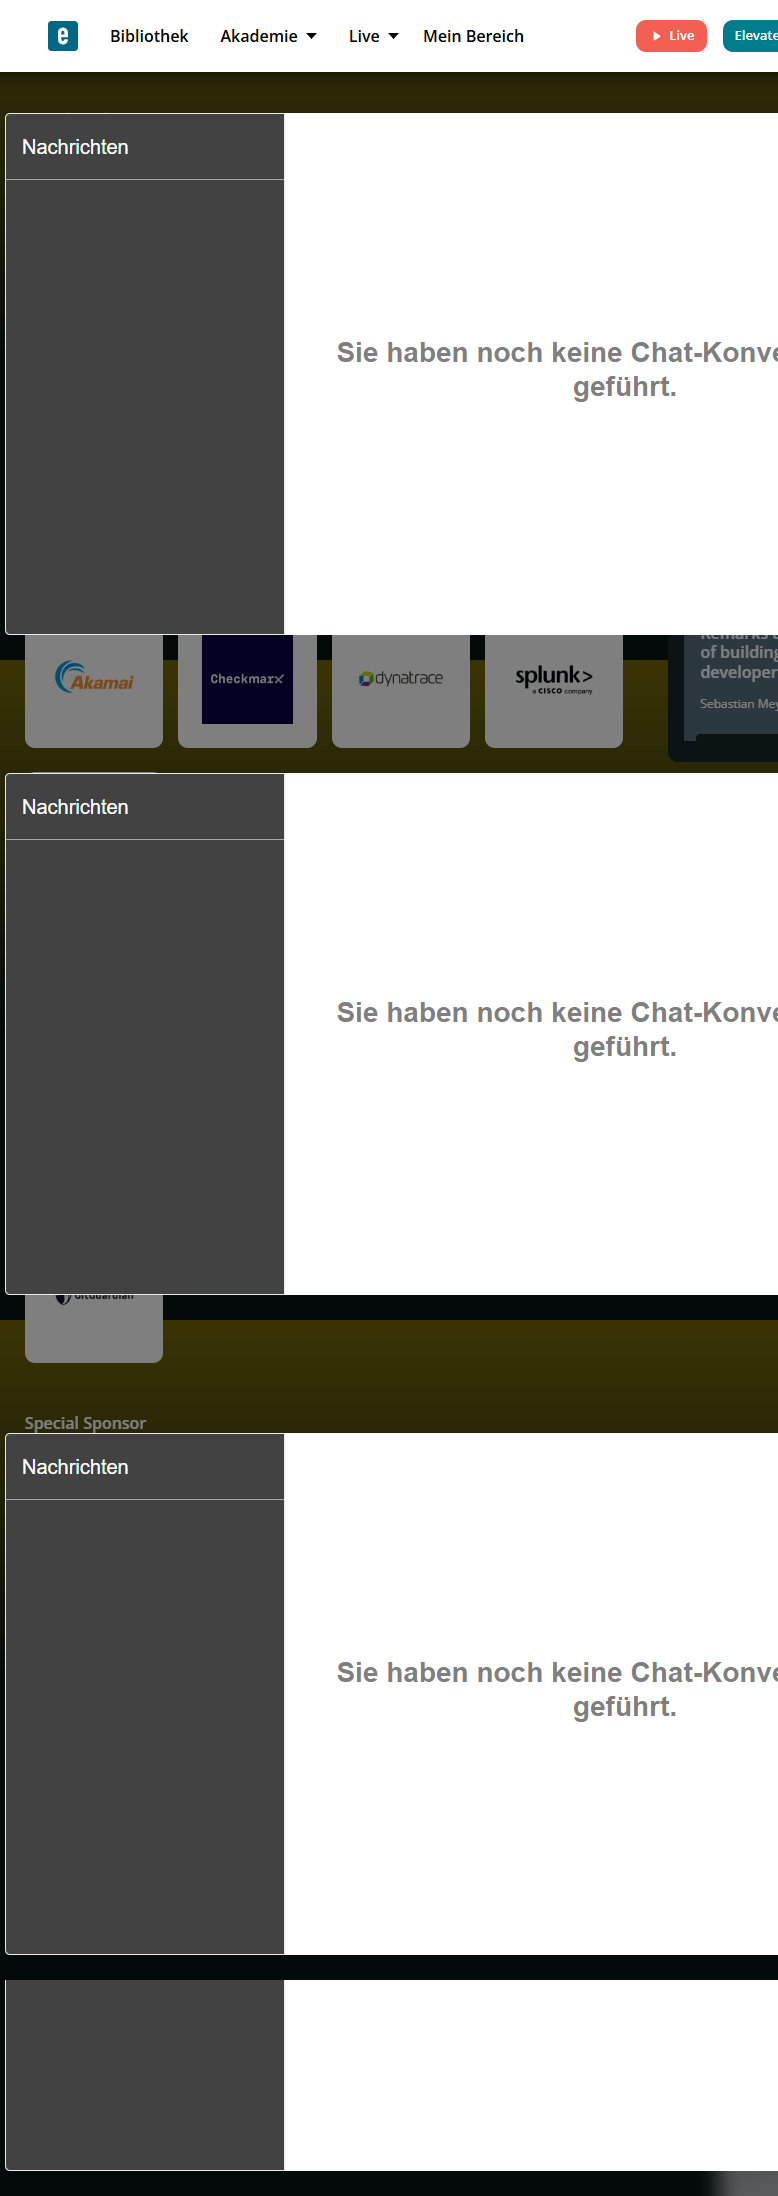 e
Bibliothek Akademie Live Mein Bereich Live Elevate
Nachrichten
Sie haben noch keine Chat-Konve
geführt.
Akamai
Checkmarx
dynatrace
splunk>
a CISCO company
Remarks
of building
developer
Sebastian Mey
Nachrichten
Sie haben noch keine Chat-Konve
geführt.
GitGuardian
Special Sponsor
Nachrichten
Sie haben noch keine Chat-Konve
geführt.